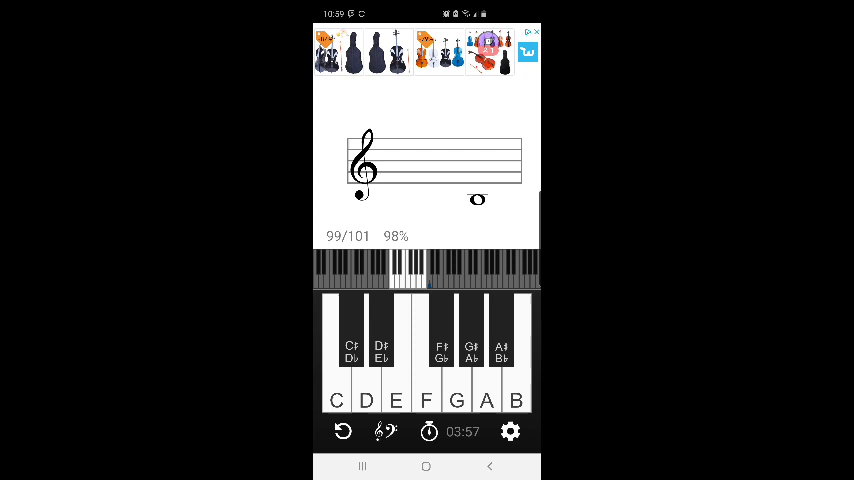 10:59
99/101 98%
C♯ D♯ F♯ G♯ A♯
D♭ E♭ G♭ A♭ B♭
C D E F G A B
03:57